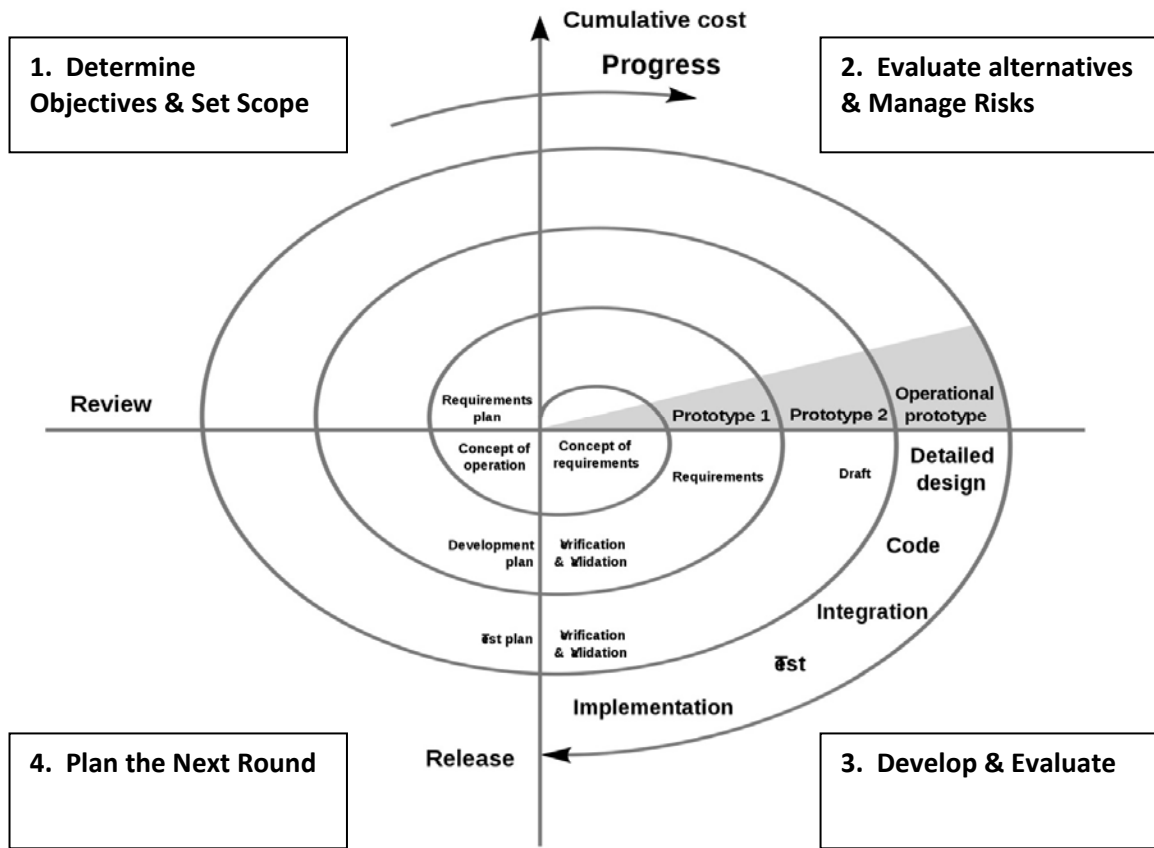 Cumulative cost
Progress
1. Determine
Objectives & Set Scope
2. Evaluate alternatives
& Manage Risks
Review
Requirements
plan
Prototype 1
Prototype 2
Operational
prototype
Concept of
operation
Concept of
requirements
Requirements
Draft
Detailed
design
Development
plan
Verification
& Validation
Code
Test plan
Verification
& Validation
Integration
Test
Implementation
Release
4. Plan the Next Round
3. Develop & Evaluate